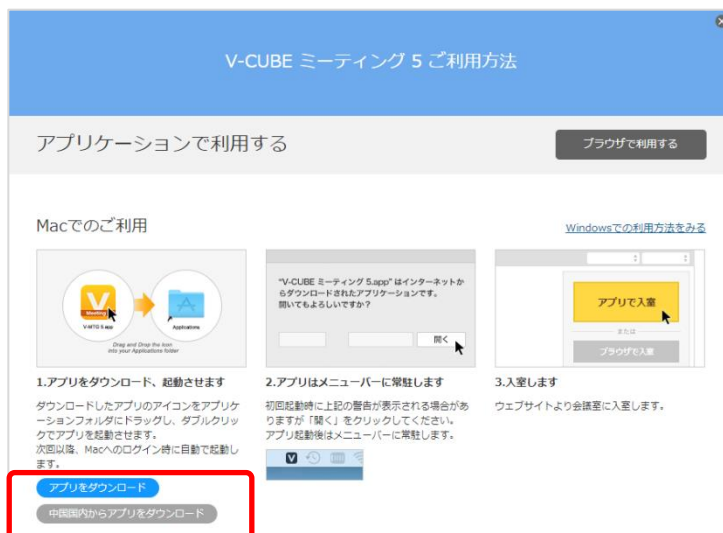 V-CUBE ミーティング 5 ご利用方法
アプリケーションで利用する
ブラウザで利用する
Macでのご利用
Windowsでの利用方法をみる
Meeting
V-MTG 5 app
Applications
Drag and Drop the icon
into your Applications folder
"V-CUBE ミーティング 5.app" はインターネットか
らダウンロードされたアプリケーションです。
開いてもよろしいですか？
開く
アプリで入室
または
ブラウザで入室
1.アプリをダウンロード、起動させます
ダウンロードしたアプリのアイコンをアプリケ
ーションフォルダにドラッグし、ダブルクリッ
クでアプリを起動させます。
次回以降、Macへのログイン時に自動で起動し
ます。
アプリをダウンロード
中国国内からアプリをダウンロード
2.アプリはメニューバーに常駐します
初回起動時に上記の警告が表示される場合があ
りますが「開く」をクリックしてください。
アプリ起動後はメニューバーに常駐します。
3.入室します
ウェブサイトより会議室に入室します。